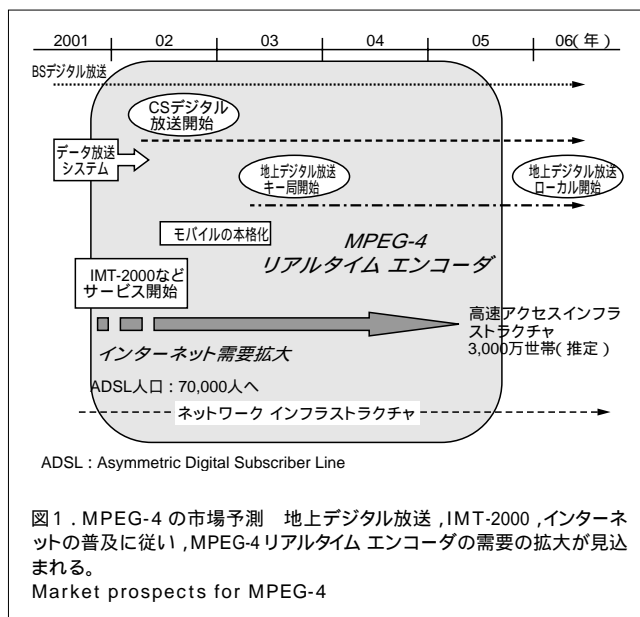 2001 02 03 04 05 06(年)
BSデジタル放送
CSデジタル
放送開始
データ放送
システム
地上デジタル放送
キー局開始
地上デジタル放送
ローカル開始
モバイルの本格化
MPEG-4
リアルタイム エンコーダ
IMT-2000など
サービス開始
高速アクセスインフラ
ストラクチャ
3,000万世帯(推定)
インターネット需要拡大
ADSL人口:70,000人へ
ネットワーク インフラストラクチャ
ADSL : Asymmetric Digital Subscriber Line
図1.MPEG-4の市場予測 地上デジタル放送,IMT-2000,インターネ
ットの普及に従い,MPEG-4リアルタイム エンコーダの需要の拡大が見込
まれる。
Market prospects for MPEG-4